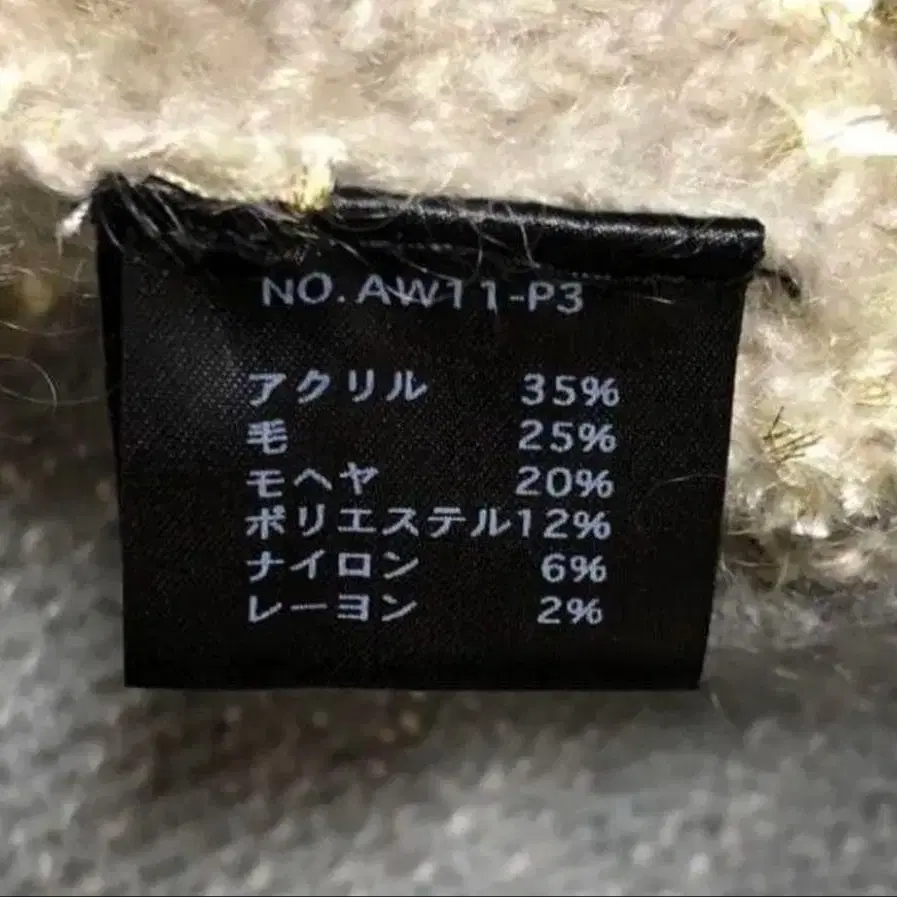 NO.AW11-P3
アクリル 35%
毛 25%
モヘヤ 20%
ポリエステル12%
ナイロン 6%
レーヨン 2%